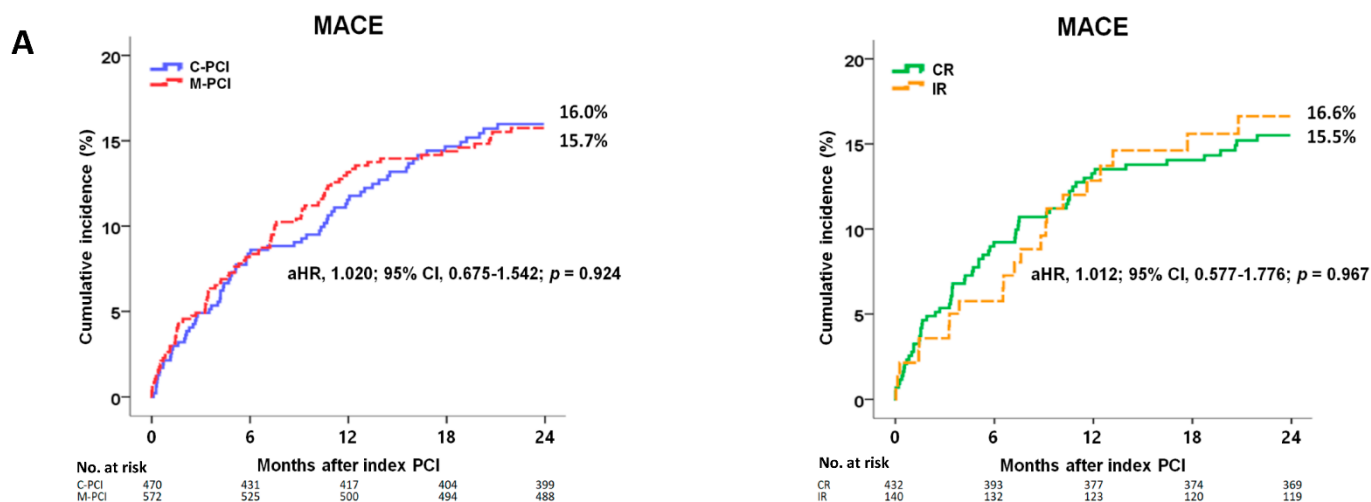 A
MACE
20
15
10
5
0
Cumulative incidence (%)
C-PCI
M-PCI
16.0%
15.7%
aHR, 1.020; 95% CI, 0.675-1.542; p = 0.924
0 6 12 18 24
No. at risk
Months after index PCI
C-PCI 470 431 417 404 399
M-PCI 572 525 500 494 488
MACE
20
15
10
5
0
Cumulative incidence (%)
CR
IR
16.6%
15.5%
aHR, 1.012; 95% CI, 0.577-1.776; p = 0.967
0 6 12 18 24
No. at risk
Months after index PCI
CR 432 393 377 374 369
IR 140 132 123 120 119